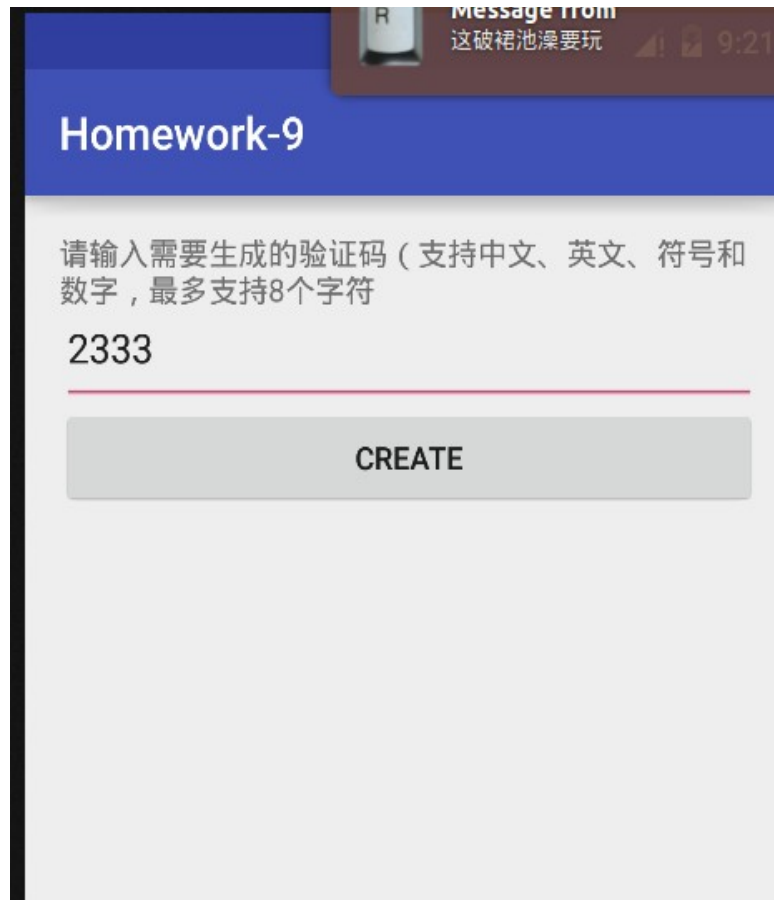 R
Message from
这破裙池澡要玩
9:21
Homework-9
请输入需要生成的验证码（支持中文、英文、符号和
数字，最多支持8个字符
2333
CREATE